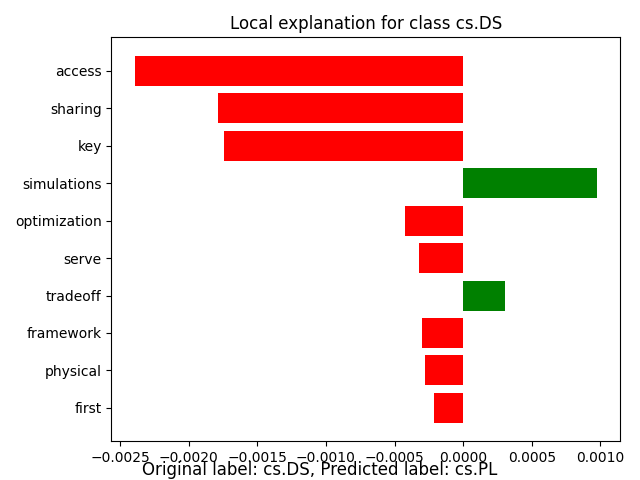 Local explanation for class cs.DS
access
sharing
key
simulations
optimization
serve
tradeoff
framework
physical
first
−0.0025 −0.0020 −0.0015 −0.0010 −0.0005 0.0000 0.0005 0.0010
Original label: cs.DS, Predicted label: cs.PL